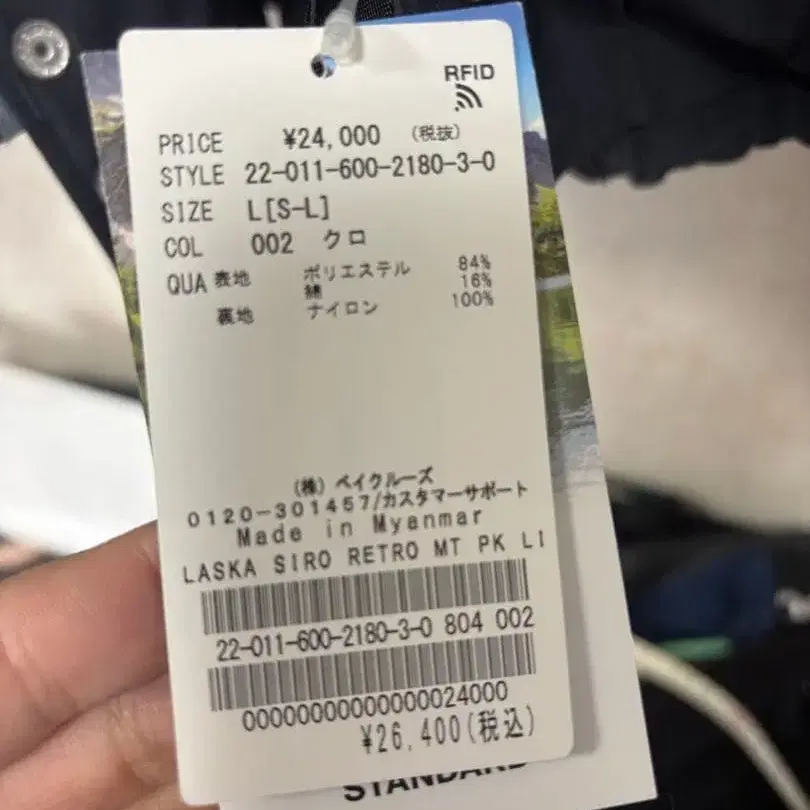 RFID
PRICE ¥24,000 (税抜)
STYLE 22-011-600-2180-3-0
SIZE L[S-L]
COL 002 クロ
QUA 表地 ポリエステル 84%
綿 16%
裏地 ナイロン 100%
(株) ベイクルーズ
0120-301457/カスタマーサポート
Made in Myanmar
LASKA SIRO RETRO MT PK LI
22-011-600-2180-3-0 804 002
00000000000000024000
¥26,400(税込)
STANDARD